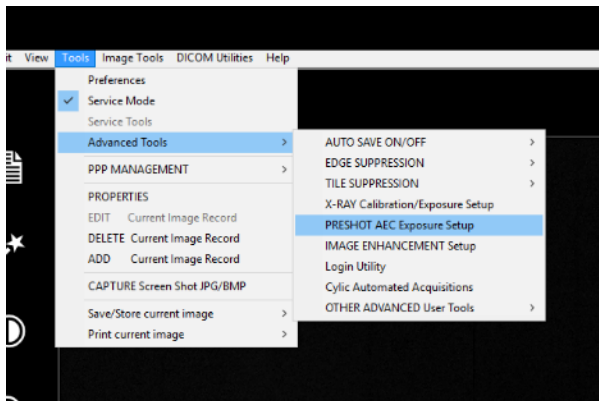 it View Tools Image Tools DICOM Utilities Help
Preferences
Service Mode
Service Tools
Advanced Tools
PPP MANAGEMENT
PROPERTIES
EDIT Current Image Record
DELETE Current Image Record
ADD Current Image Record
CAPTURE Screen Shot JPG/BMP
Save/Store current image
Print current image
AUTO SAVE ON/OFF
EDGE SUPPRESSION
TILE SUPPRESSION
X-RAY Calibration/Exposure Setup
PRESHOT AEC Exposure Setup
IMAGE ENHANCEMENT Setup
Login Utility
Cylic Automated Acquisitions
OTHER ADVANCED User Tools